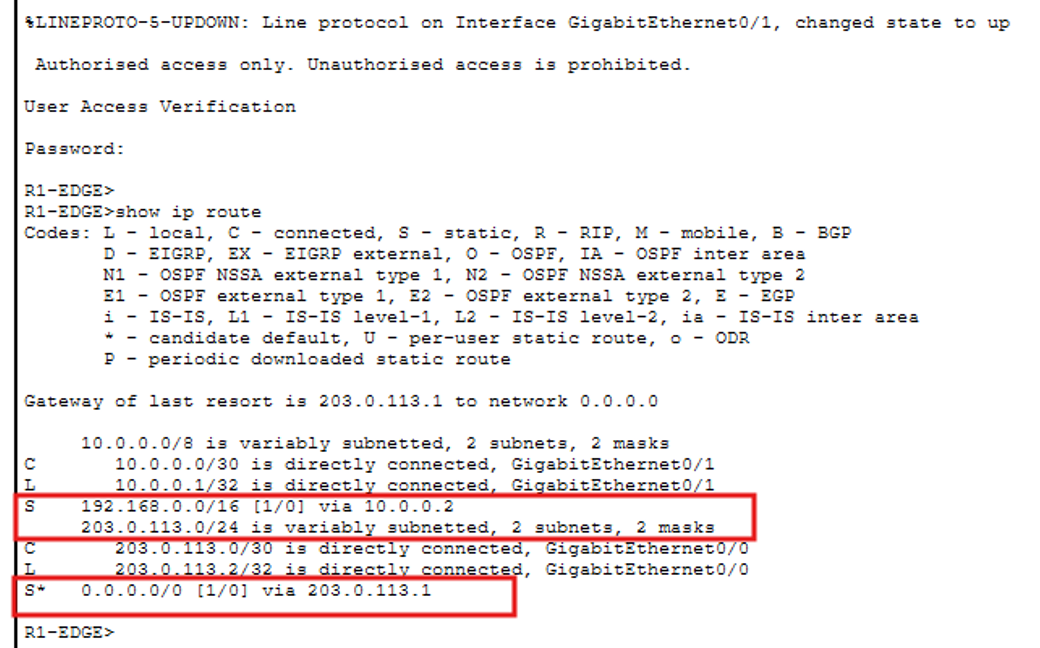 %LINEPROTO-5-UPDOWN: Line protocol on Interface GigabitEthernet0/1, changed state to up
Authorised access only. Unauthorised access is prohibited.
User Access Verification
Password:
R1-EDGE>
R1-EDGE>show ip route
Codes: L - local, C - connected, S - static, R - RIP, M - mobile, B - BGP
D - EIGRP, EX - EIGRP external, O - OSPF, IA - OSPF inter area
N1 - OSPF NSSA external type 1, N2 - OSPF NSSA external type 2
E1 - OSPF external type 1, E2 - OSPF external type 2, E - EGP
i - IS-IS, L1 - IS-IS level-1, L2 - IS-IS level-2, ia - IS-IS inter area
* - candidate default, U - per-user static route, o - ODR
P - periodic downloaded static route
Gateway of last resort is 203.0.113.1 to network 0.0.0.0
10.0.0.0/8 is variably subnetted, 2 subnets, 2 masks
C 10.0.0.0/30 is directly connected, GigabitEthernet0/1
L 10.0.0.1/32 is directly connected, GigabitEthernet0/1
S 192.168.0.0/16 [1/0] via 10.0.0.2
203.0.113.0/24 is variably subnetted, 2 subnets, 2 masks
C 203.0.113.0/30 is directly connected, GigabitEthernet0/0
L 203.0.113.2/32 is directly connected, GigabitEthernet0/0
S* 0.0.0.0/0 [1/0] via 203.0.113.1
R1-EDGE>